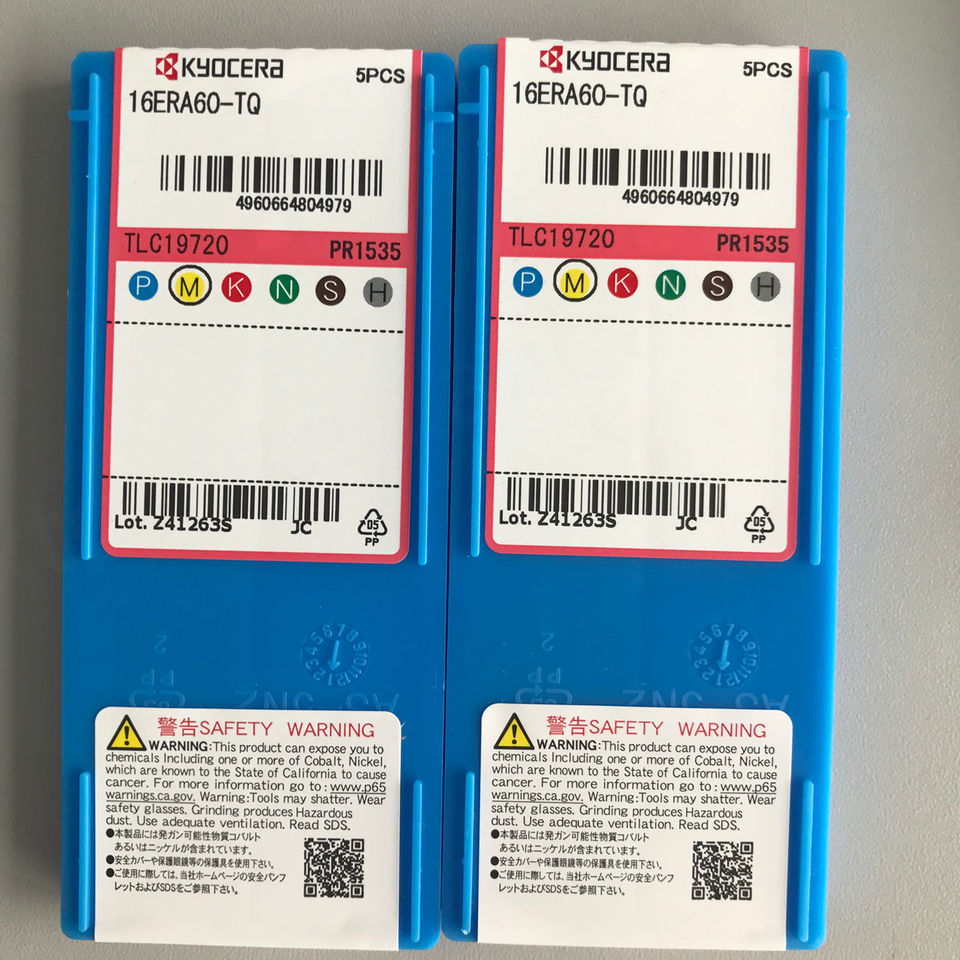 KYOCERA
5PCS
16ERA60-TQ
4960664804979
TLC19720 PR1535
P M K N S H
Lot. Z41263S JC
05
PP
2
PP
警告SAFETY WARNING
WARNING:This product can expose you to
chemicals Including one or more of Cobalt, Nickel,
which are known to the State of California to cause
cancer. For more information go to: www.p65
warnings.ca.gov. Warning:Tools may shatter. Wear
safety glasses. Grinding produces Hazardous
dust. Use adequate ventilation. Read SDS.
●本製品には発ガン可能性物質コバルト
あるいはニッケルが含まれています。
●安全カバーや保護眼鏡等の保護具を使用下さい。
●ご使用に際しては、当社ホームページの安全パンフ
レットおよびSDSをご参照下さい。
KYOCERA
5PCS
16ERA60-TQ
4960664804979
TLC19720 PR1535
P M K N S H
Lot. Z41263S JC
05
PP
2
PP
警告SAFETY WARNING
WARNING:This product can expose you to
chemicals Including one or more of Cobalt, Nickel,
which are known to the State of California to cause
cancer. For more information go to: www.p65
warnings.ca.gov. Warning:Tools may shatter. Wear
safety glasses. Grinding produces Hazardous
dust. Use adequate ventilation. Read SDS.
●本製品には発ガン可能性物質コバルト
あるいはニッケルが含まれています。
●安全カバーや保護眼鏡等の保護具を使用下さい。
●ご使用に際しては、当社ホームページの安全パンフ
レットおよびSDSをご参照下さい。